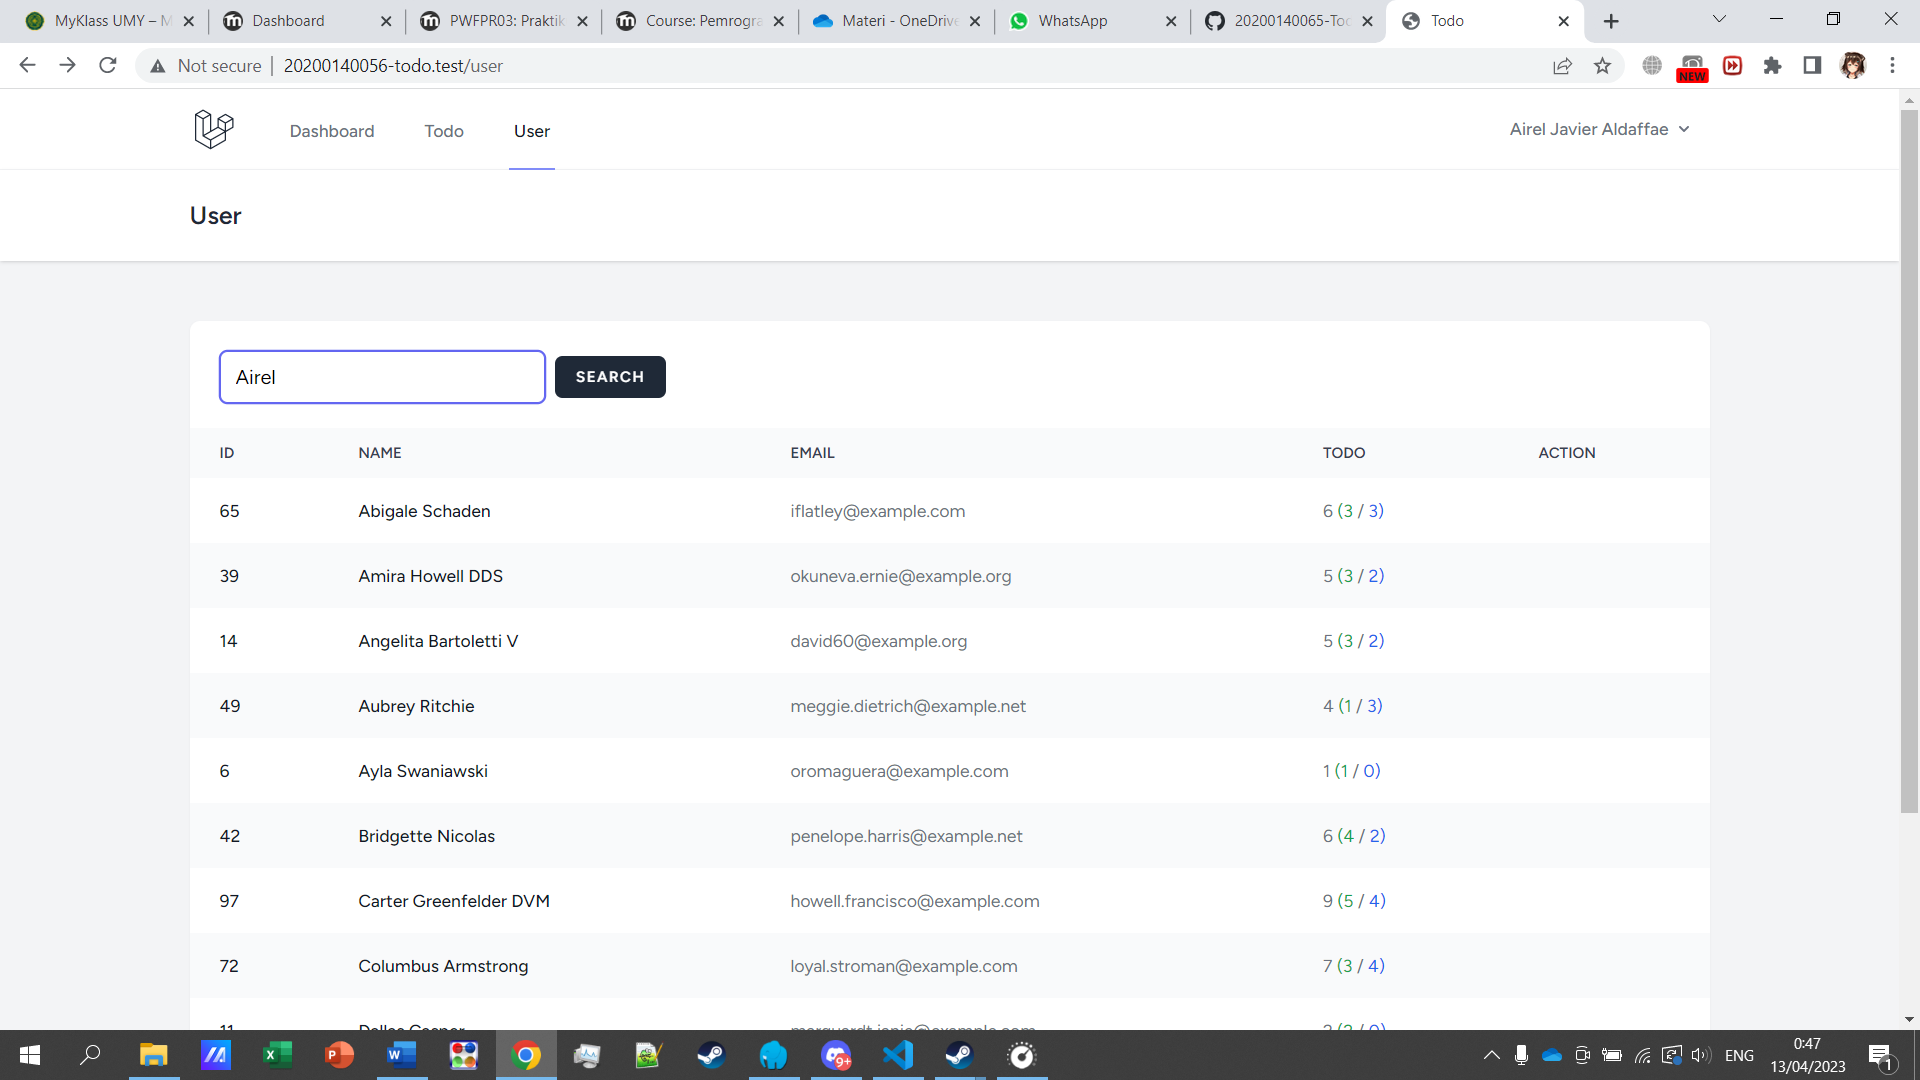 MyKlass UMY – M
Dashboard
PWFPR03: Praktik
Course: Pemrogra
Materi - OneDrive
WhatsApp
20200140065-Too
Todo
Not secure | 20200140056-todo.test/user
NEW
Dashboard
Todo
User
Airel Javier Aldaffae
User
Airel
SEARCH
ID NAME EMAIL TODO ACTION
65 Abigale Schaden iflatley@example.com 6 (3 / 3)
39 Amira Howell DDS okuneva.ernie@example.org 5 (3 / 2)
14 Angelita Bartoletti V david60@example.org 5 (3 / 2)
49 Aubrey Ritchie meggie.dietrich@example.net 4 (1 / 3)
6 Ayla Swaniawski oromaguera@example.com 1 (1 / 0)
42 Bridgette Nicolas penelope.harris@example.net 6 (4 / 2)
97 Carter Greenfelder DVM howell.francisco@example.com 9 (5 / 4)
72 Columbus Armstrong loyal.stroman@example.com 7 (3 / 4)
11
9+
ENG
0:47
13/04/2023
1